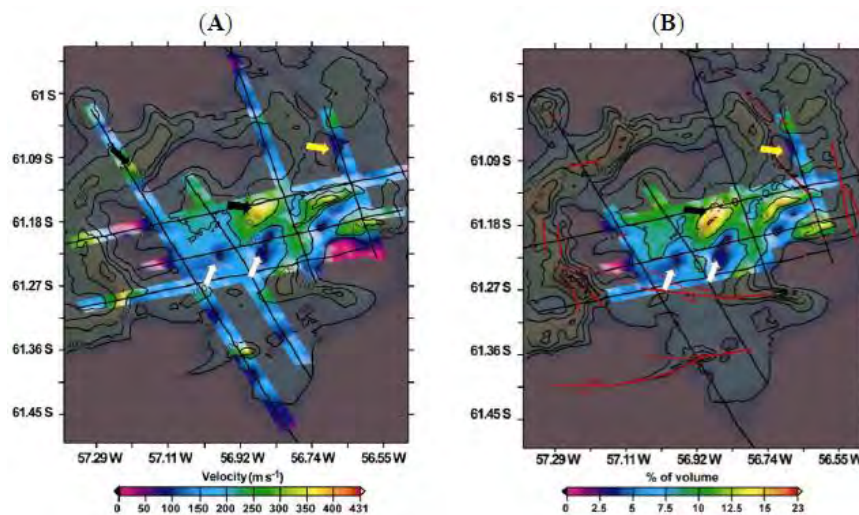 (A) (B)
61 S 61 S
61.09 S 61.09 S
61.18 S 61.18 S
61.27 S 61.27 S
61.36 S 61.36 S
61.45 S 61.45 S
57.29 W 57.11 W 56.92 W 56.74 W 56.55 W 57.29 W 57.11 W 56.92 W 56.74 W 56.55 W
Velocity (m s⁻¹) % of volume
0 50 100 150 200 250 300 350 400 431 0 2.5 5 7.5 10 12.5 15 23